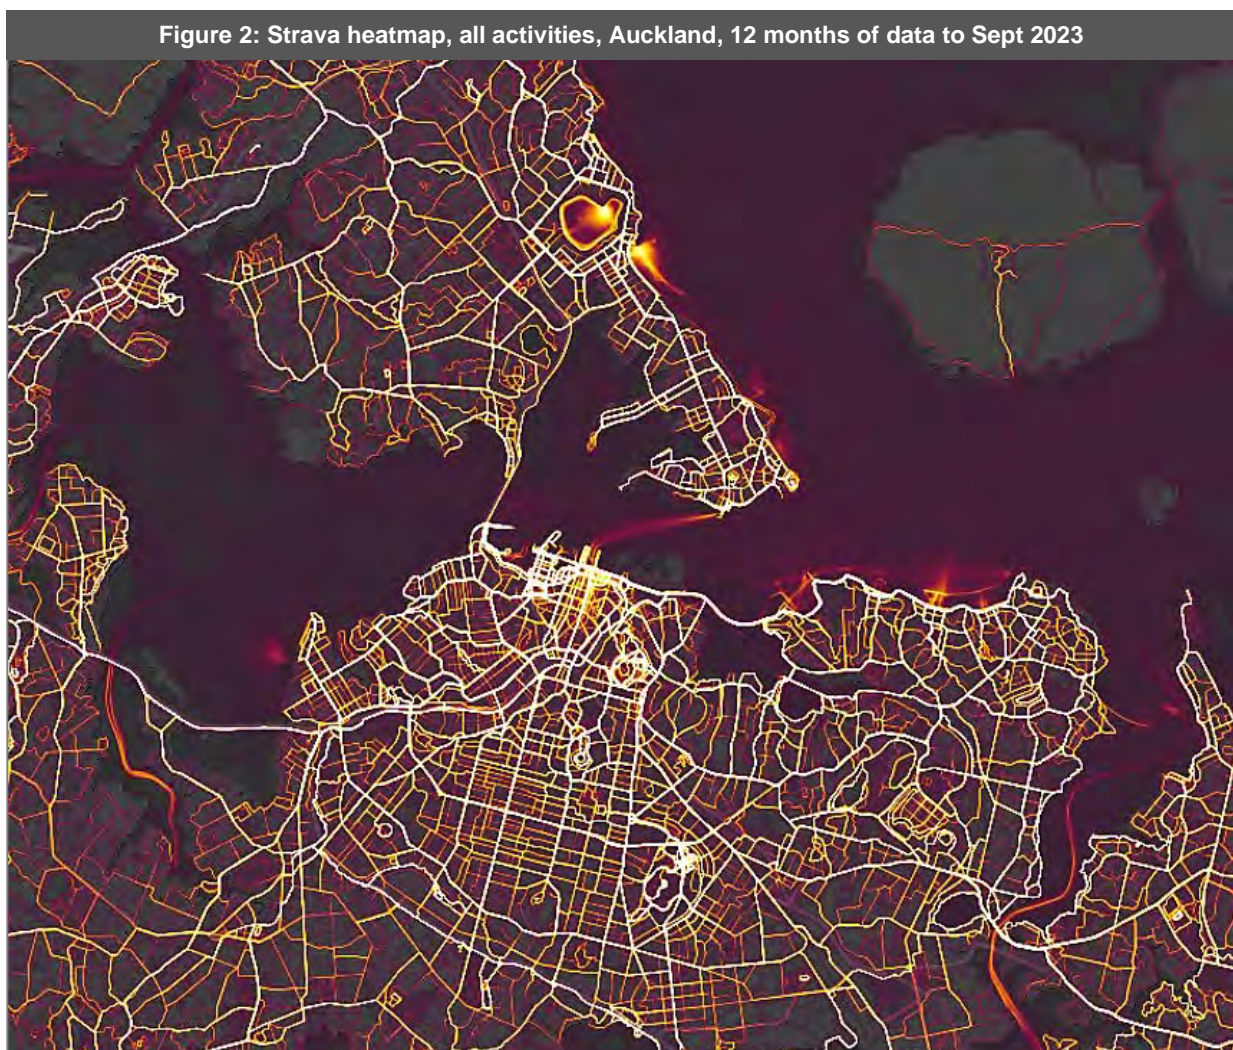 Figure 2: Strava heatmap, all activities, Auckland, 12 months of data to Sept 2023